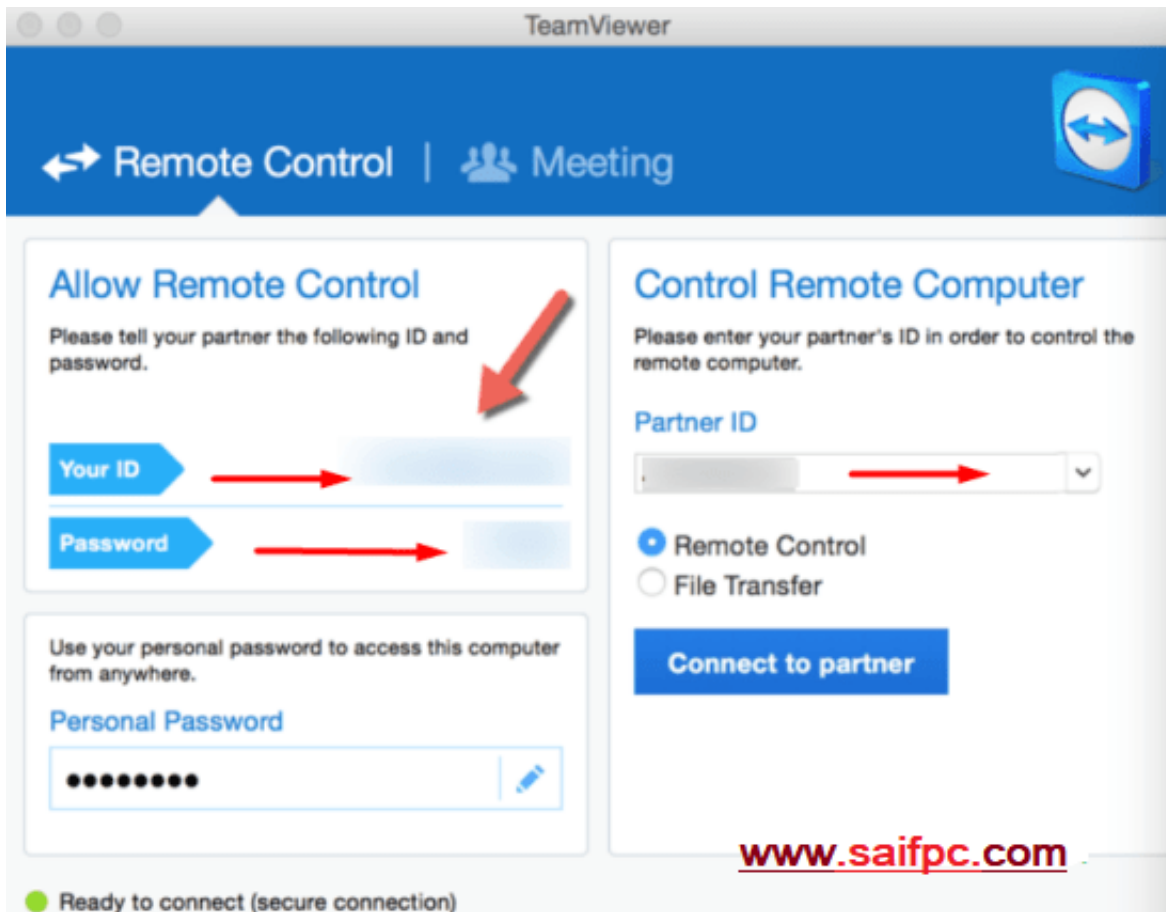 TeamViewer
Remote Control | Meeting
Allow Remote Control
Please tell your partner the following ID and
password.
Your ID
Password
Use your personal password to access this computer
from anywhere.
Personal Password
••••••••
Control Remote Computer
Please enter your partner's ID in order to control the
remote computer.
Partner ID
Remote Control
File Transfer
Connect to partner
www.saifpc.com
Ready to connect (secure connection)